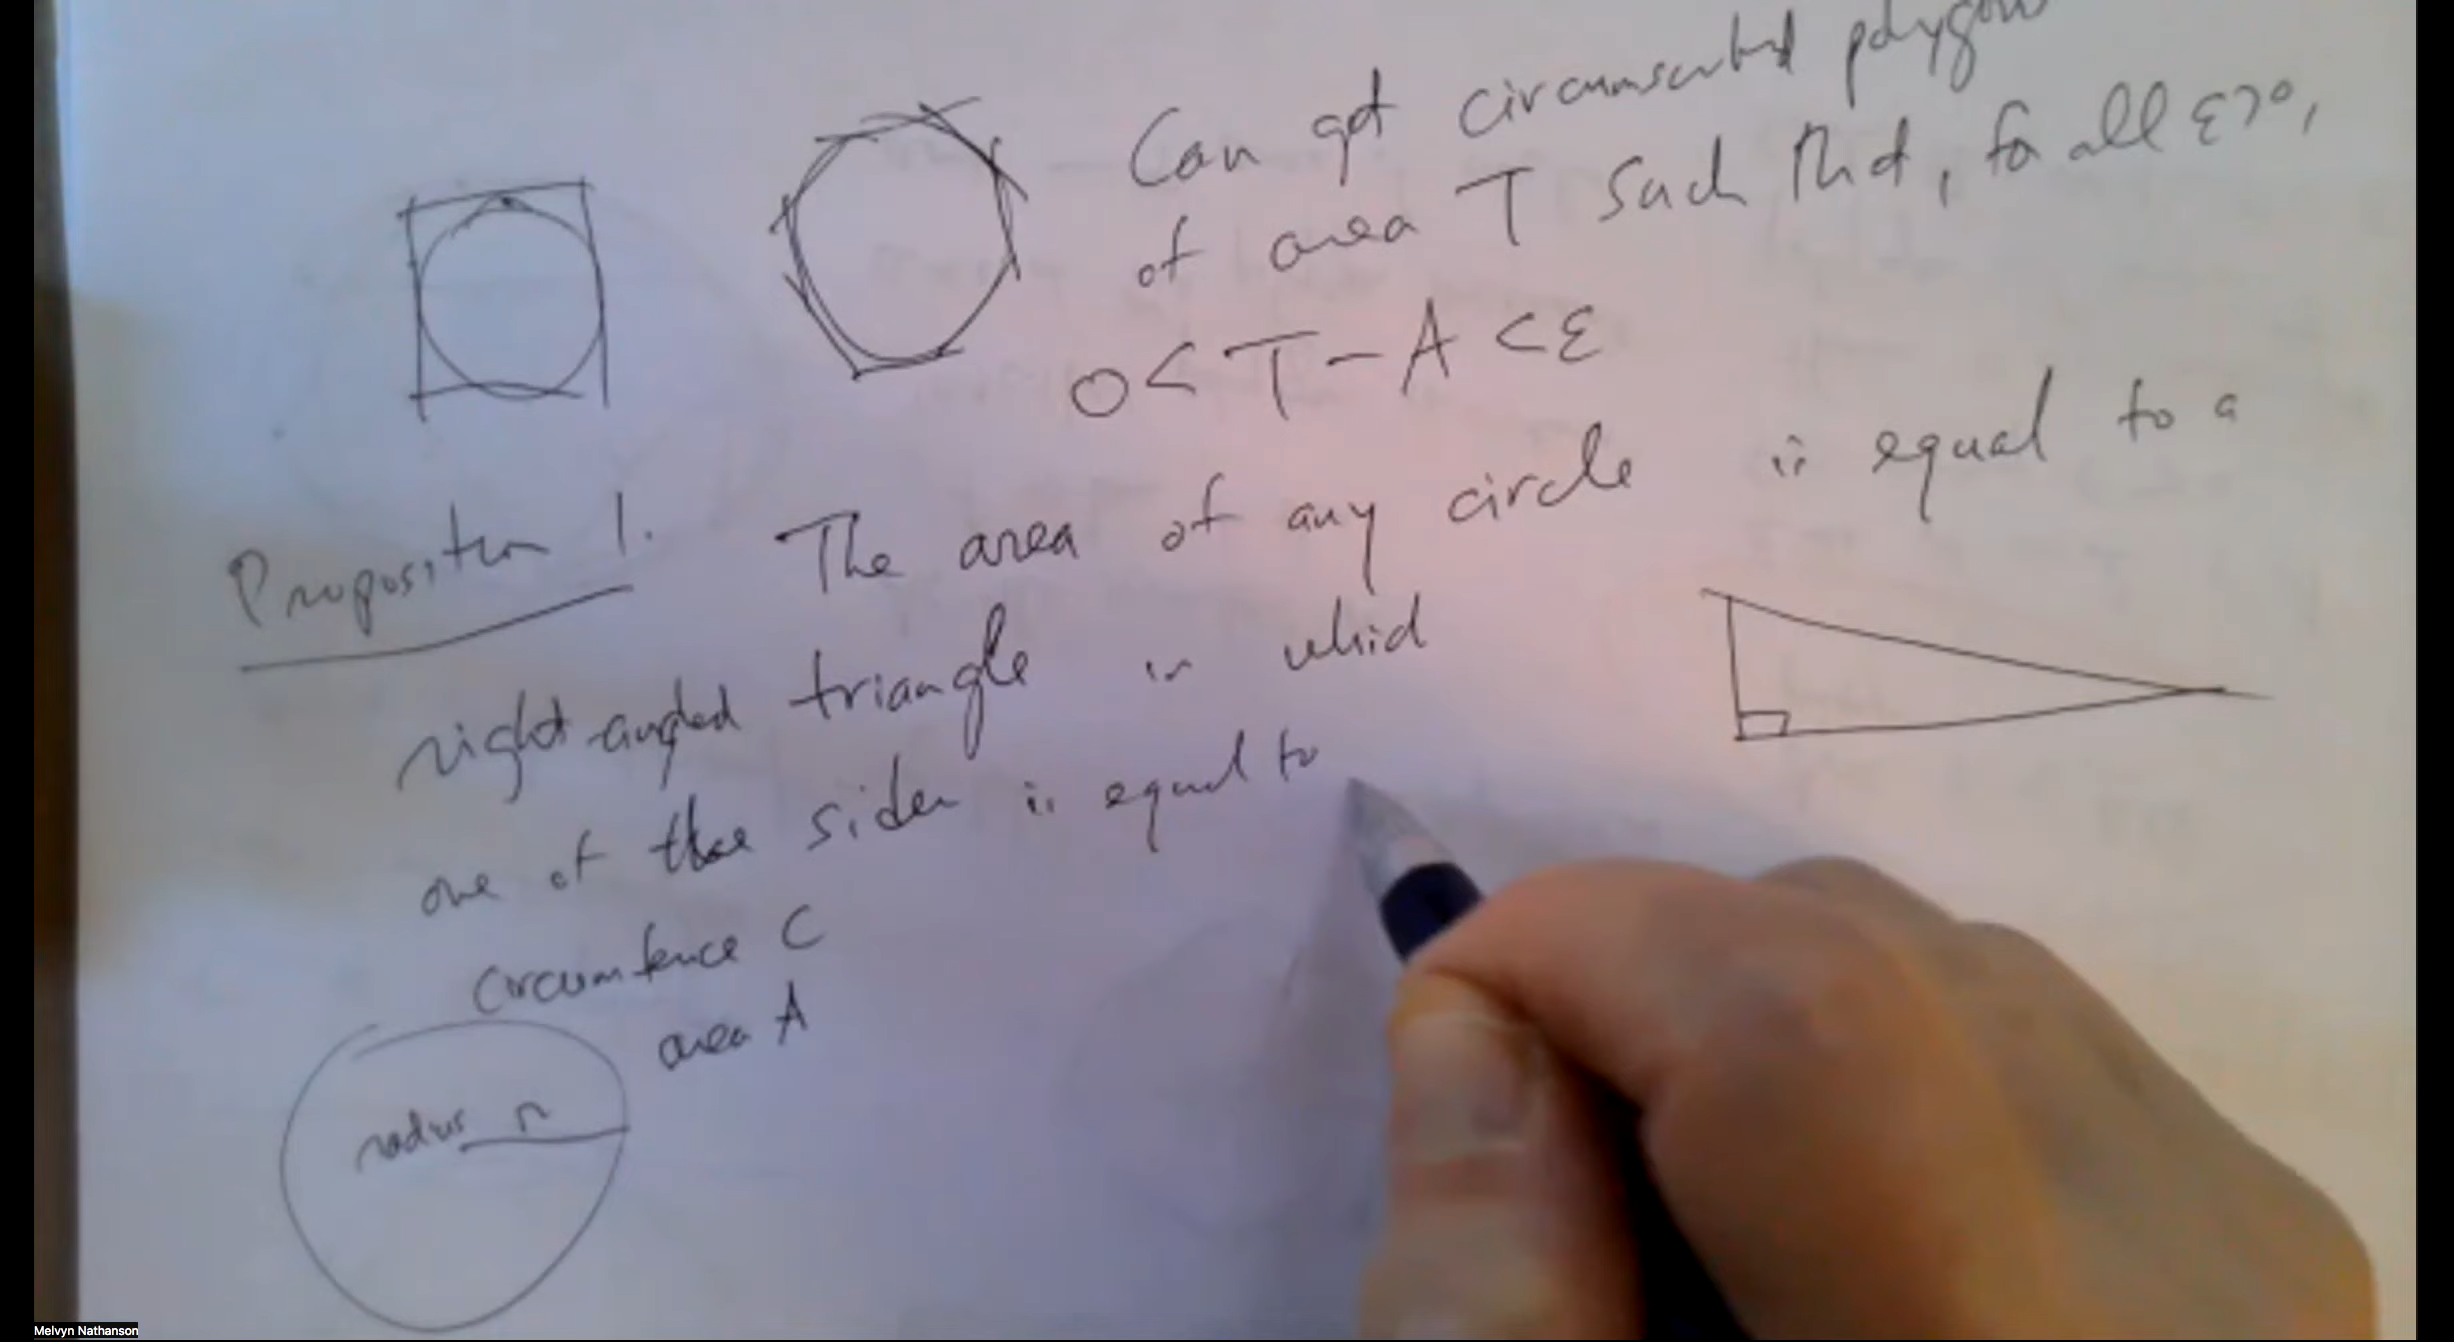 Can get circumscribed polygon
of area T such that, for all ε>0,
0 < T - A < ε
Proposition 1. The area of any circle is equal to a
right-angled triangle in which
one of the sides is equal to
circumference C
area A
radius r
Melvyn Nathanson